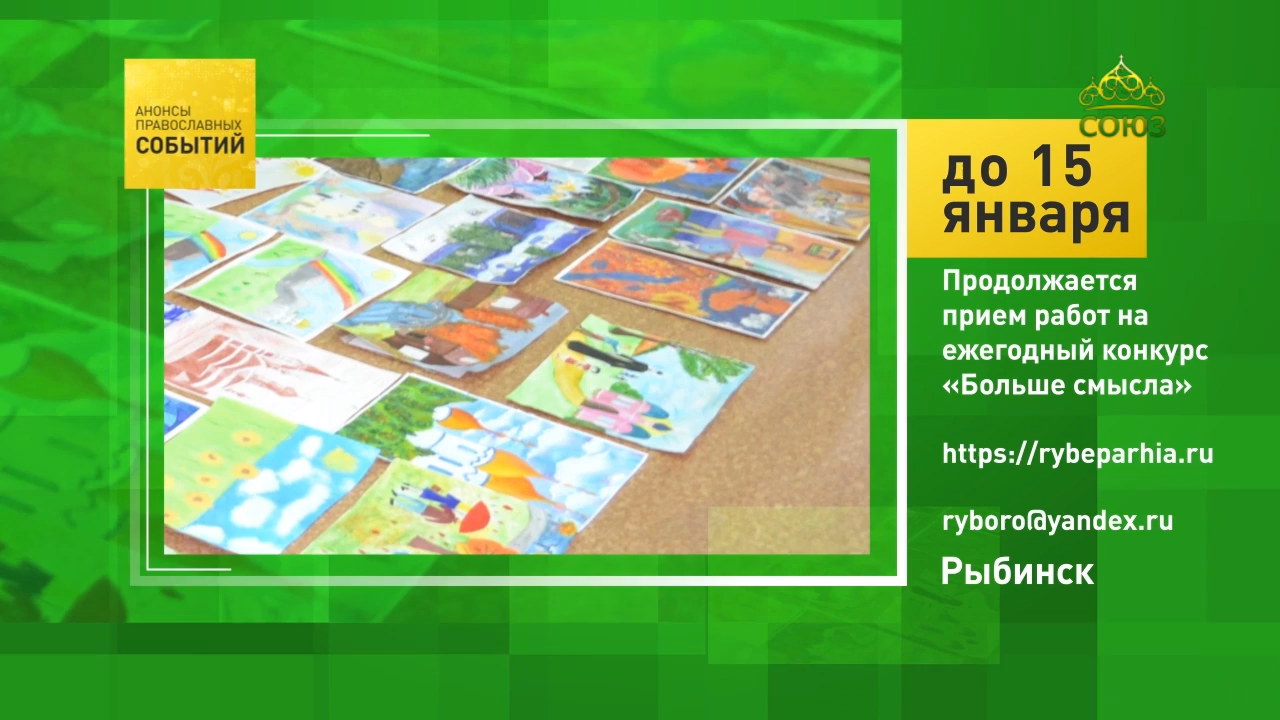 АНОНСЫ
ПРАВОСЛАВНЫХ
СОБЫТИЙ
СОЮЗ
до 15
января
Продолжается
прием работ на
ежегодный конкурс
«Больше смысла»
https://rybeparhia.ru
ryboro@yandex.ru
Рыбинск